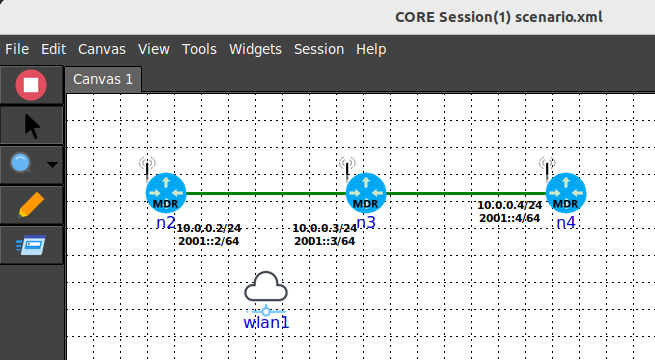 CORE Session(1) scenario.xml
File Edit Canvas View Tools Widgets Session Help
Canvas 1
MDR MDR MDR
n2 n3 n4
10.0.0.2/24
2001::2/64
10.0.0.3/24
2001::3/64
10.0.0.4/24
2001::4/64
wlan1